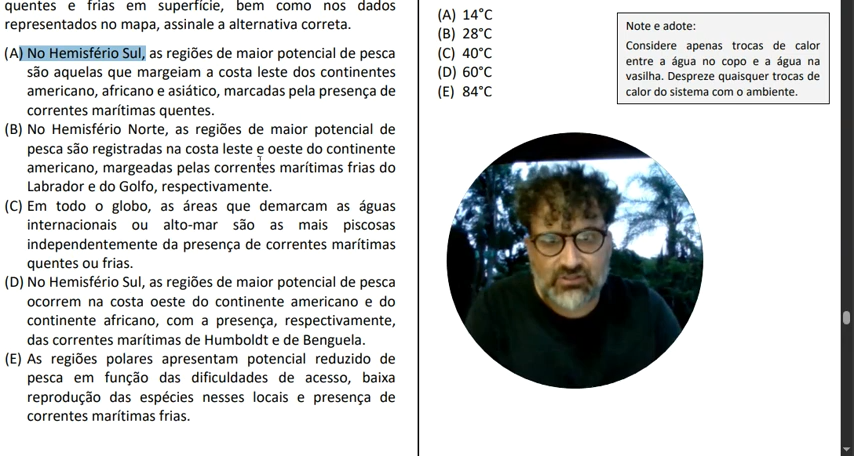 quentes e frias em superfície, bem como nos dados
representados no mapa, assinale a alternativa correta.
(A) No Hemisfério Sul, as regiões de maior potencial de pesca
são aquelas que margeiam a costa leste dos continentes
americano, africano e asiático, marcadas pela presença de
correntes marítimas quentes.
(B) No Hemisfério Norte, as regiões de maior potencial de
pesca são registradas na costa leste e oeste do continente
americano, margeadas pelas correntes marítimas frias do
Labrador e do Golfo, respectivamente.
(C) Em todo o globo, as áreas que demarcam as águas
internacionais ou alto-mar são as mais piscosas
independentemente da presença de correntes marítimas
quentes ou frias.
(D) No Hemisfério Sul, as regiões de maior potencial de pesca
ocorrem na costa oeste do continente americano e do
continente africano, com a presença, respectivamente,
das correntes marítimas de Humboldt e de Benguela.
(E) As regiões polares apresentam potencial reduzido de
pesca em função das dificuldades de acesso, baixa
reprodução das espécies nesses locais e presença de
correntes marítimas frias.
(A) 14°C
(B) 28°C
(C) 40°C
(D) 60°C
(E) 84°C
Note e adote:
Considere apenas trocas de calor
entre a água no copo e a água na
vasilha. Despreze quaisquer trocas de
calor do sistema com o ambiente.